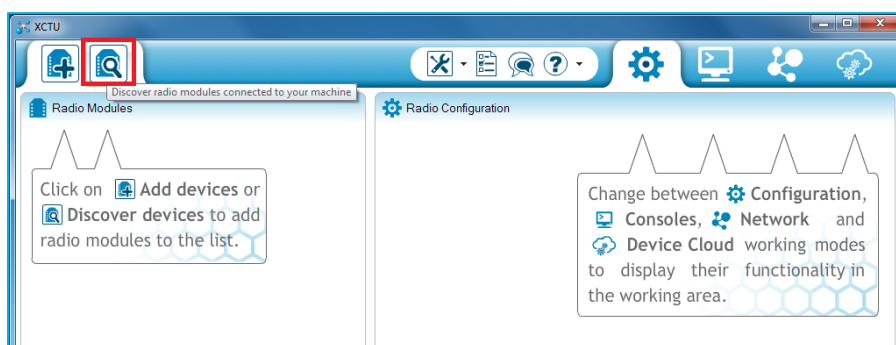 XCTU
Discover radio modules connected to your machine
Radio Modules
Radio Configuration
Click on Add devices or
Discover devices to add
radio modules to the list.
Change between Configuration,
Consoles, Network and
Device Cloud working modes
to display their functionality in
the working area.